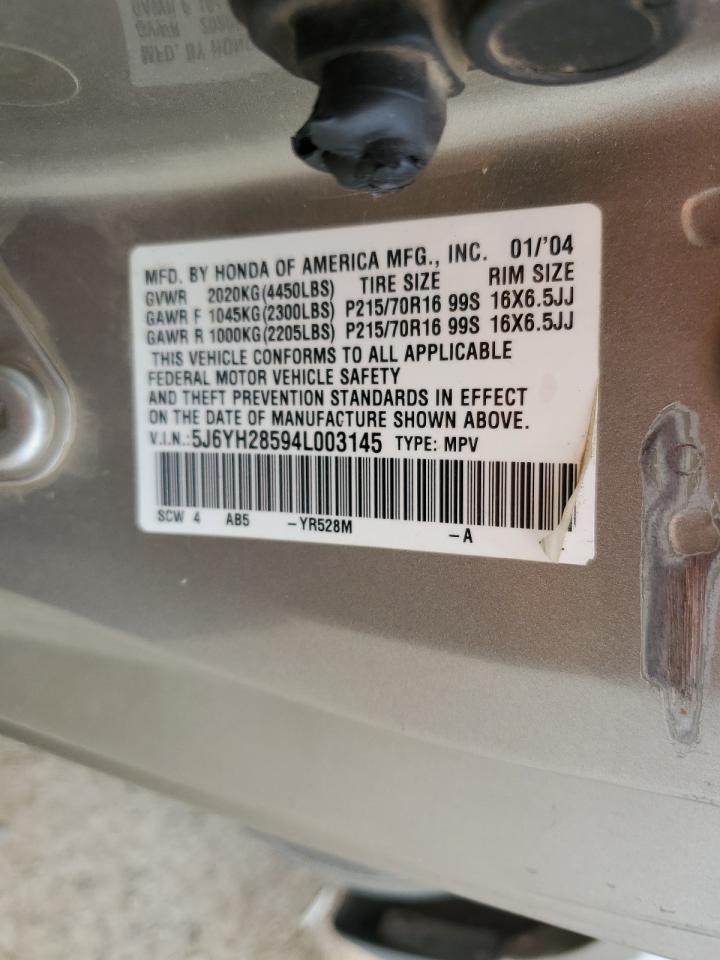 MFD. BY HONDA OF AMERICA MFG., INC. 01/'04
GVWR 2020KG(4450LBS) TIRE SIZE RIM SIZE
GAWR F 1045KG(2300LBS) P215/70R16 99S 16X6.5JJ
GAWR R 1000KG(2205LBS) P215/70R16 99S 16X6.5JJ
THIS VEHICLE CONFORMS TO ALL APPLICABLE
FEDERAL MOTOR VEHICLE SAFETY
AND THEFT PREVENTION STANDARDS IN EFFECT
ON THE DATE OF MANUFACTURE SHOWN ABOVE.
V.I.N.:5J6YH28594L003145 TYPE: MPV
SCW 4 AB5 -YR528M -A